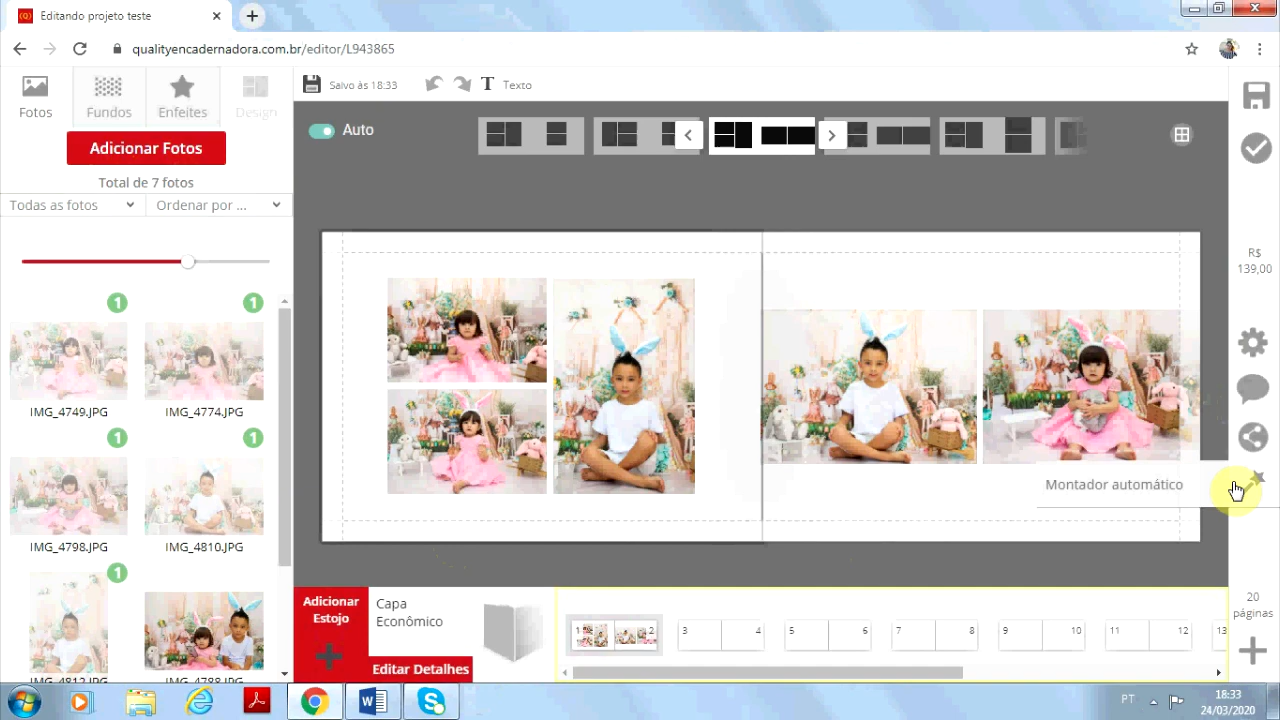 Editando projeto teste
qualityencadernadora.com.br/editor/L943865
Fotos
Fundos
Enfeites
Design
Salvo às 18:33
T Texto
Auto
Adicionar Fotos
Total de 7 fotos
Todas as fotos
Ordenar por ...
1
1
IMG_4749.JPG
IMG_4774.JPG
1
1
IMG_4798.JPG
IMG_4810.JPG
1
IMG_4788.JPG
R$
139,00
Montador automático
20
páginas
Adicionar
Estojo
Capa
Econômico
Editar Detalhes
1
2
3
4
5
6
7
8
9
10
11
12
13
PT
18:33
24/03/2020